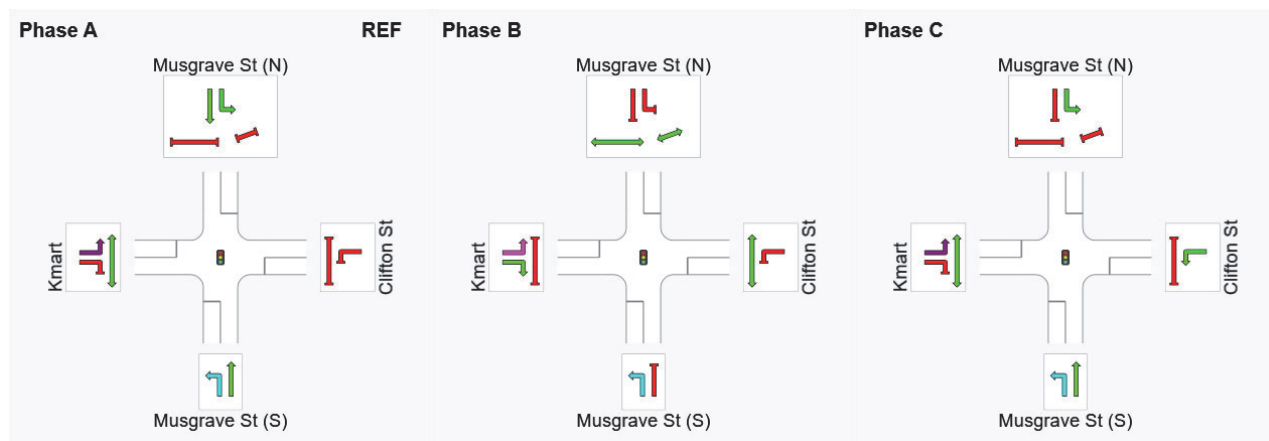 Phase A REF
Musgrave St (N)
Kmart
Clifton St
Musgrave St (S)
Phase B
Musgrave St (N)
Kmart
Clifton St
Musgrave St (S)
Phase C
Musgrave St (N)
Kmart
Clifton St
Musgrave St (S)